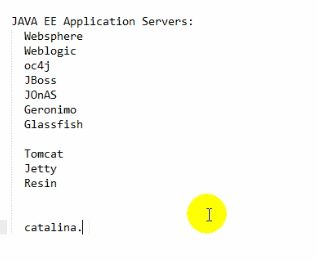 JAVA EE Application Servers:
Websphere
Weblogic
oc4j
JBoss
JOnAS
Geronimo
Glassfish
Tomcat
Jetty
Resin
catalina.